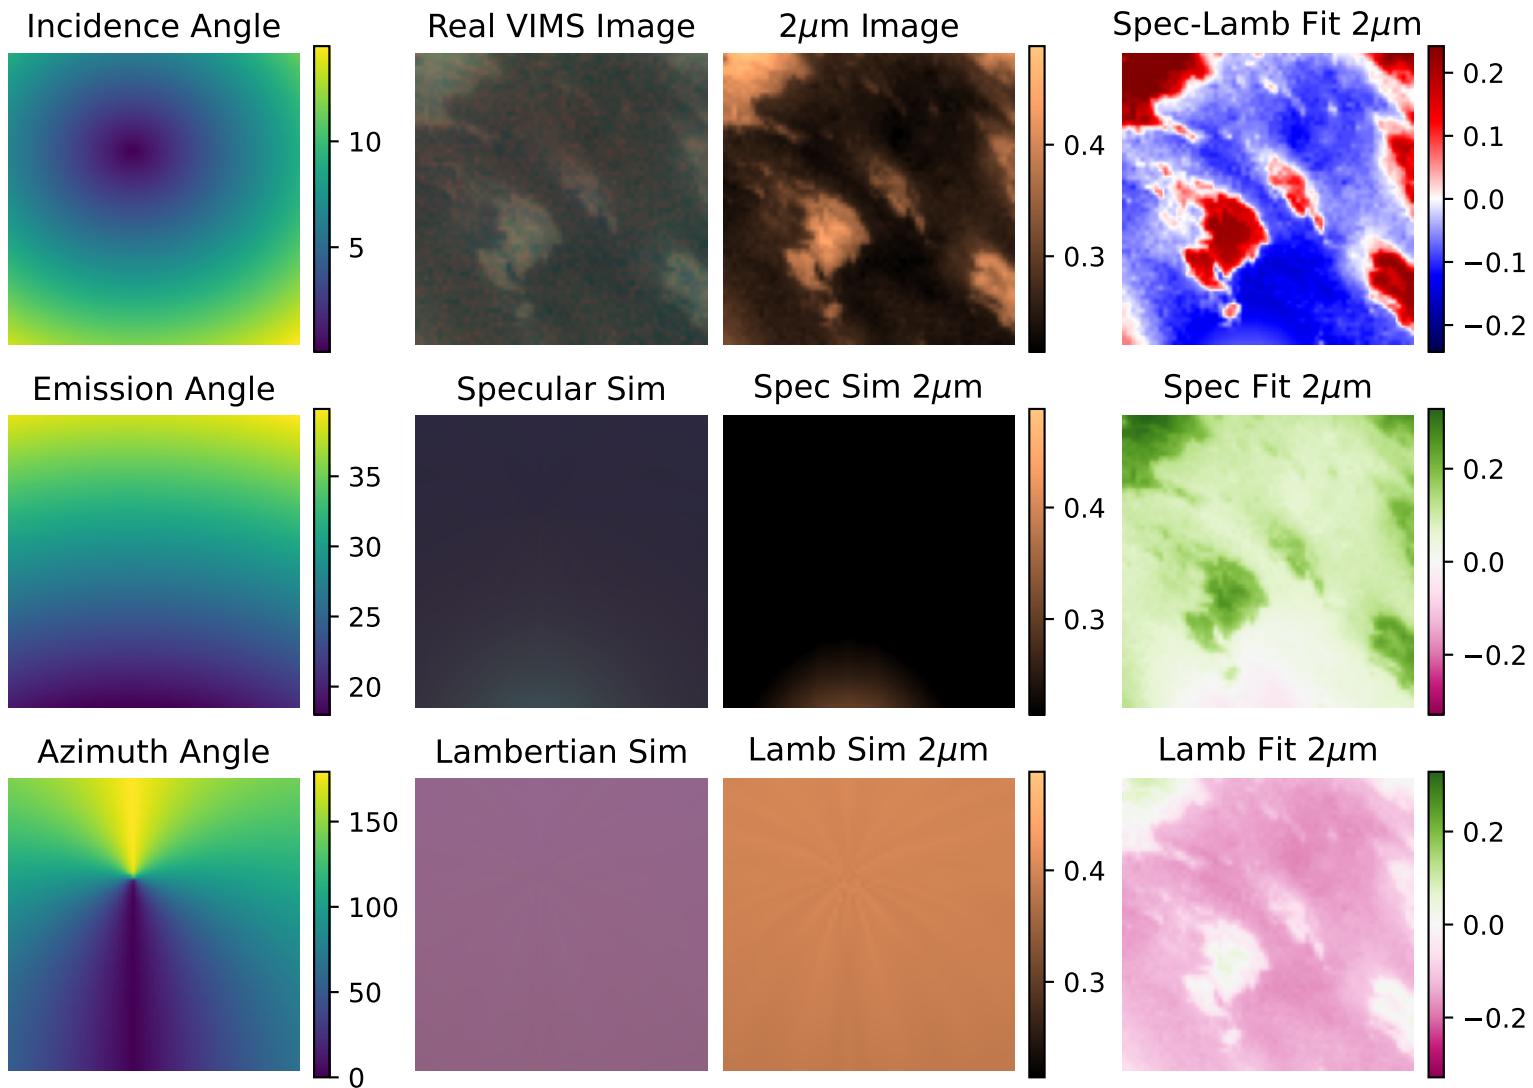 Incidence Angle
10
5
Real VIMS Image
2μm Image
0.4
0.3
Spec-Lamb Fit 2μm
0.2
0.1
0.0
−0.1
−0.2
Emission Angle
35
30
25
20
Specular Sim
Spec Sim 2μm
0.4
0.3
Spec Fit 2μm
0.2
0.0
−0.2
Azimuth Angle
150
100
50
0
Lambertian Sim
Lamb Sim 2μm
0.4
0.3
Lamb Fit 2μm
0.2
0.0
−0.2